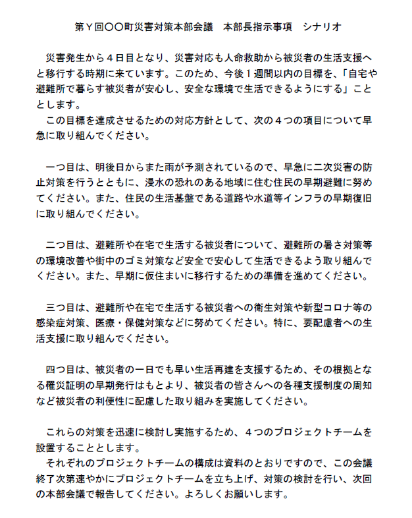 第Ｙ回〇〇町災害対策本部会議　本部長指示事項　シナリオ
　災害発生から４日目となり、災害対応も人命救助から被災者の生活支援へ
と移行する時期に来ています。このため、今後１週間以内の目標を、「自宅や
避難所で暮らす被災者が安心し、安全な環境で生活できるようにする」こと
とします。
　この目標を達成させるための対応方針として、次の４つの項目について早
急に取り組んでください。
　一つ目は、明後日からまた雨が予測されているので、早急に二次災害の防
止対策を行うとともに、浸水の恐れのある地域に住む住民の早期避難に努め
てください。また、住民の生活基盤である道路や水道等インフラの早期復旧
に取り組んでください。
　二つ目は、避難所や在宅で生活する被災者について、避難所の暑さ対策等
の環境改善や街中のゴミ対策など安全で安心して生活できるよう取り組んで
ください。また、早期に仮住まいに移行するための準備を進めてください。
　三つ目は、避難所や在宅で生活する被災者への衛生対策や新型コロナ等の
感染症対策、医療・保健対策などに努めてください。特に、要配慮者への生
活支援に取り組んでください。
　四つ目は、被災者の一日でも早い生活再建を支援するため、その根拠とな
る罹災証明の早期発行はもとより、被災者の皆さんへの各種支援制度の周知
など被災者の利便性に配慮した取り組みを実施してください。
　これらの対策を迅速に検討し実施するため、４つのプロジェクトチームを
設置することとします。
　それぞれのプロジェクトチームの構成は資料のとおりですので、この会議
終了次第速やかにプロジェクトチームを立ち上げ、対策の検討を行い、次回
の本部会議で報告してください。よろしくお願いします。